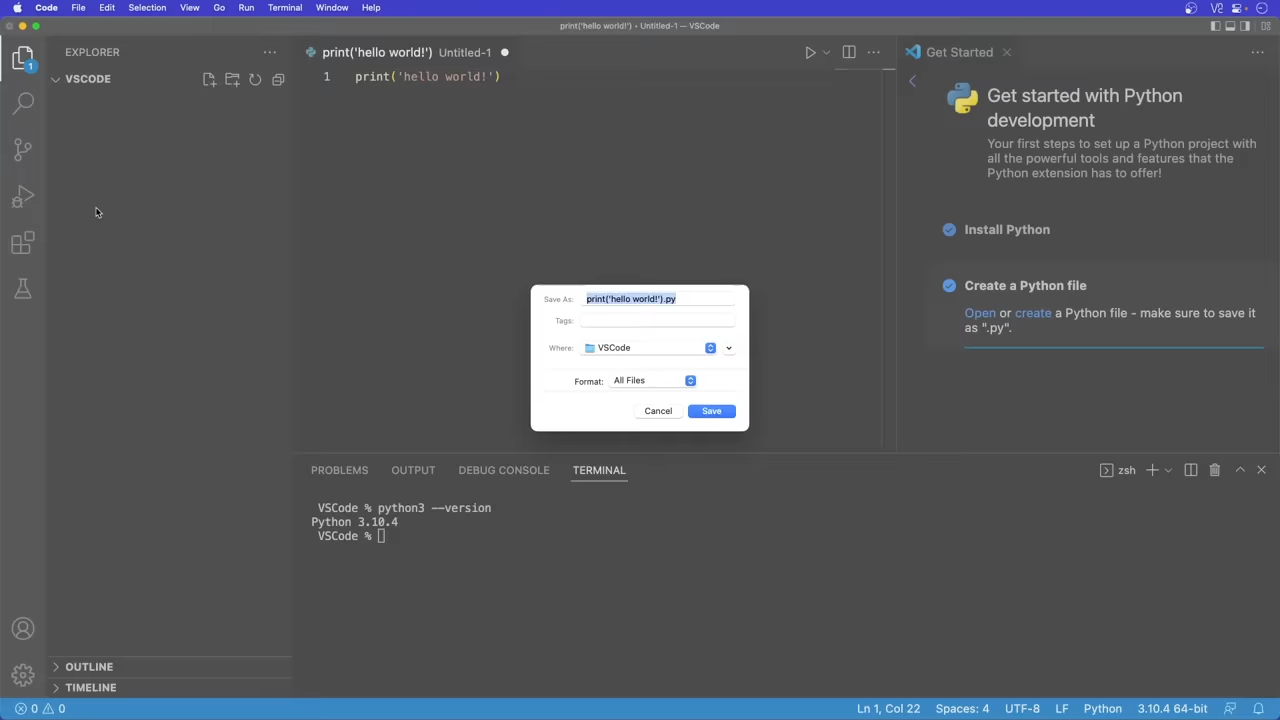 Code File Edit Selection View Go Run Terminal Window Help
print('hello world!') • Untitled-1 — VSCode
EXPLORER
VSCODE
1
print('hello world!') Untitled-1
1 print('hello world!')
Get Started
Get started with Python
development
Your first steps to set up a Python project with
all the powerful tools and features that the
Python extension has to offer!
Install Python
Create a Python file
Open or create a Python file - make sure to save it
as ".py".
Save As: print('hello world!').py
Tags:
Where: VSCode
Format: All Files
Cancel Save
PROBLEMS OUTPUT DEBUG CONSOLE TERMINAL
zsh
VSCode % python3 --version
Python 3.10.4
VSCode %
OUTLINE
TIMELINE
0 0
Ln 1, Col 22 Spaces: 4 UTF-8 LF Python 3.10.4 64-bit